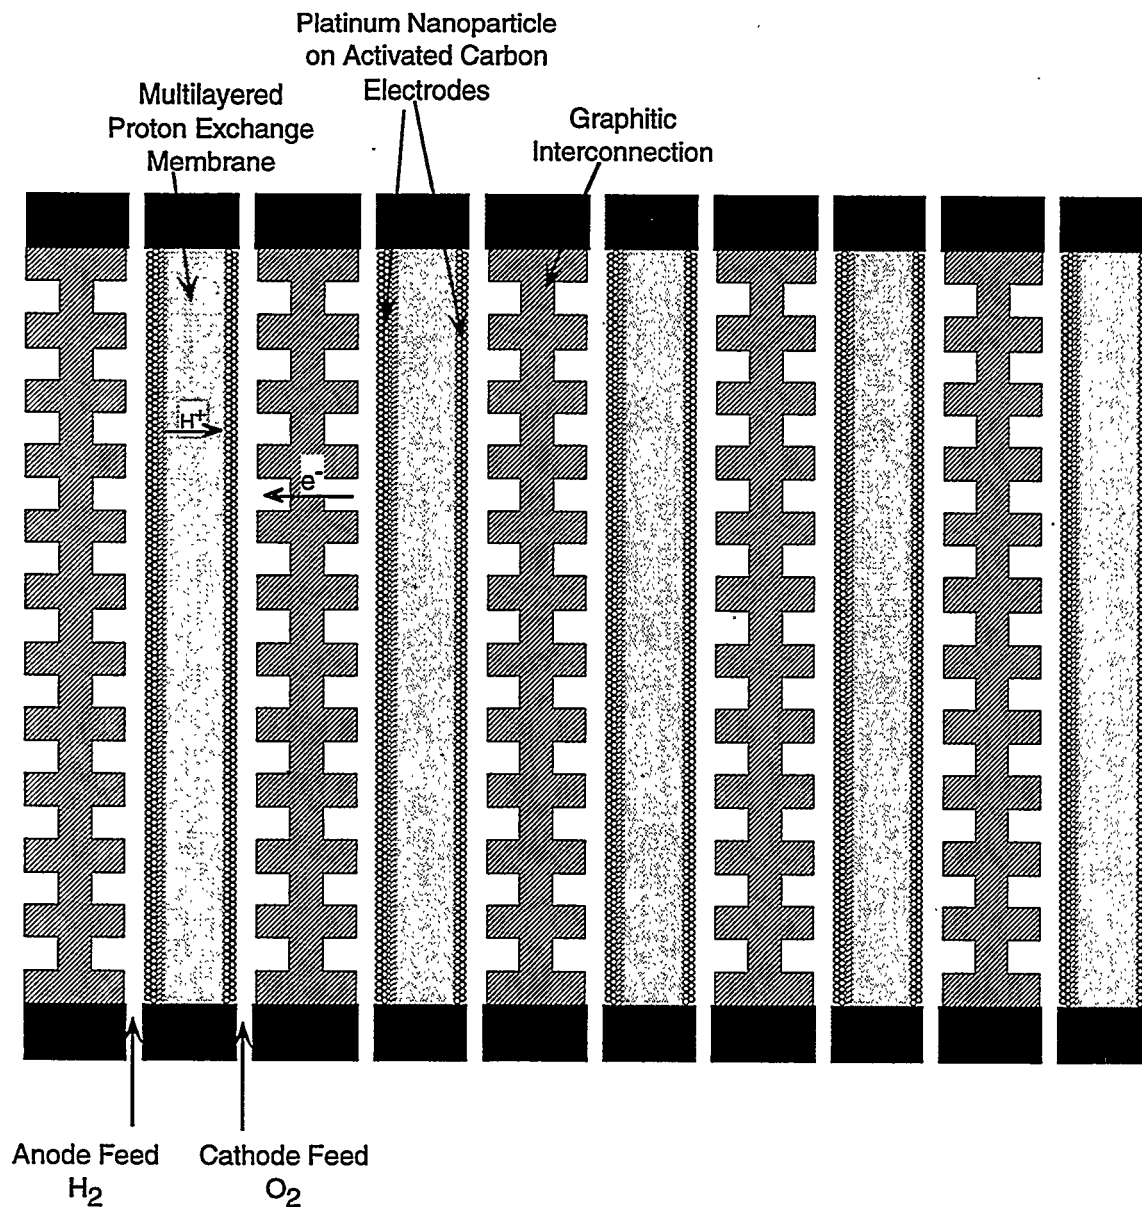 Platinum Nanoparticle
on Activated Carbon
Electrodes
Multilayered
Proton Exchange
Membrane
Graphitic
Interconnection
H+
e-
Anode Feed
H2
Cathode Feed
O2